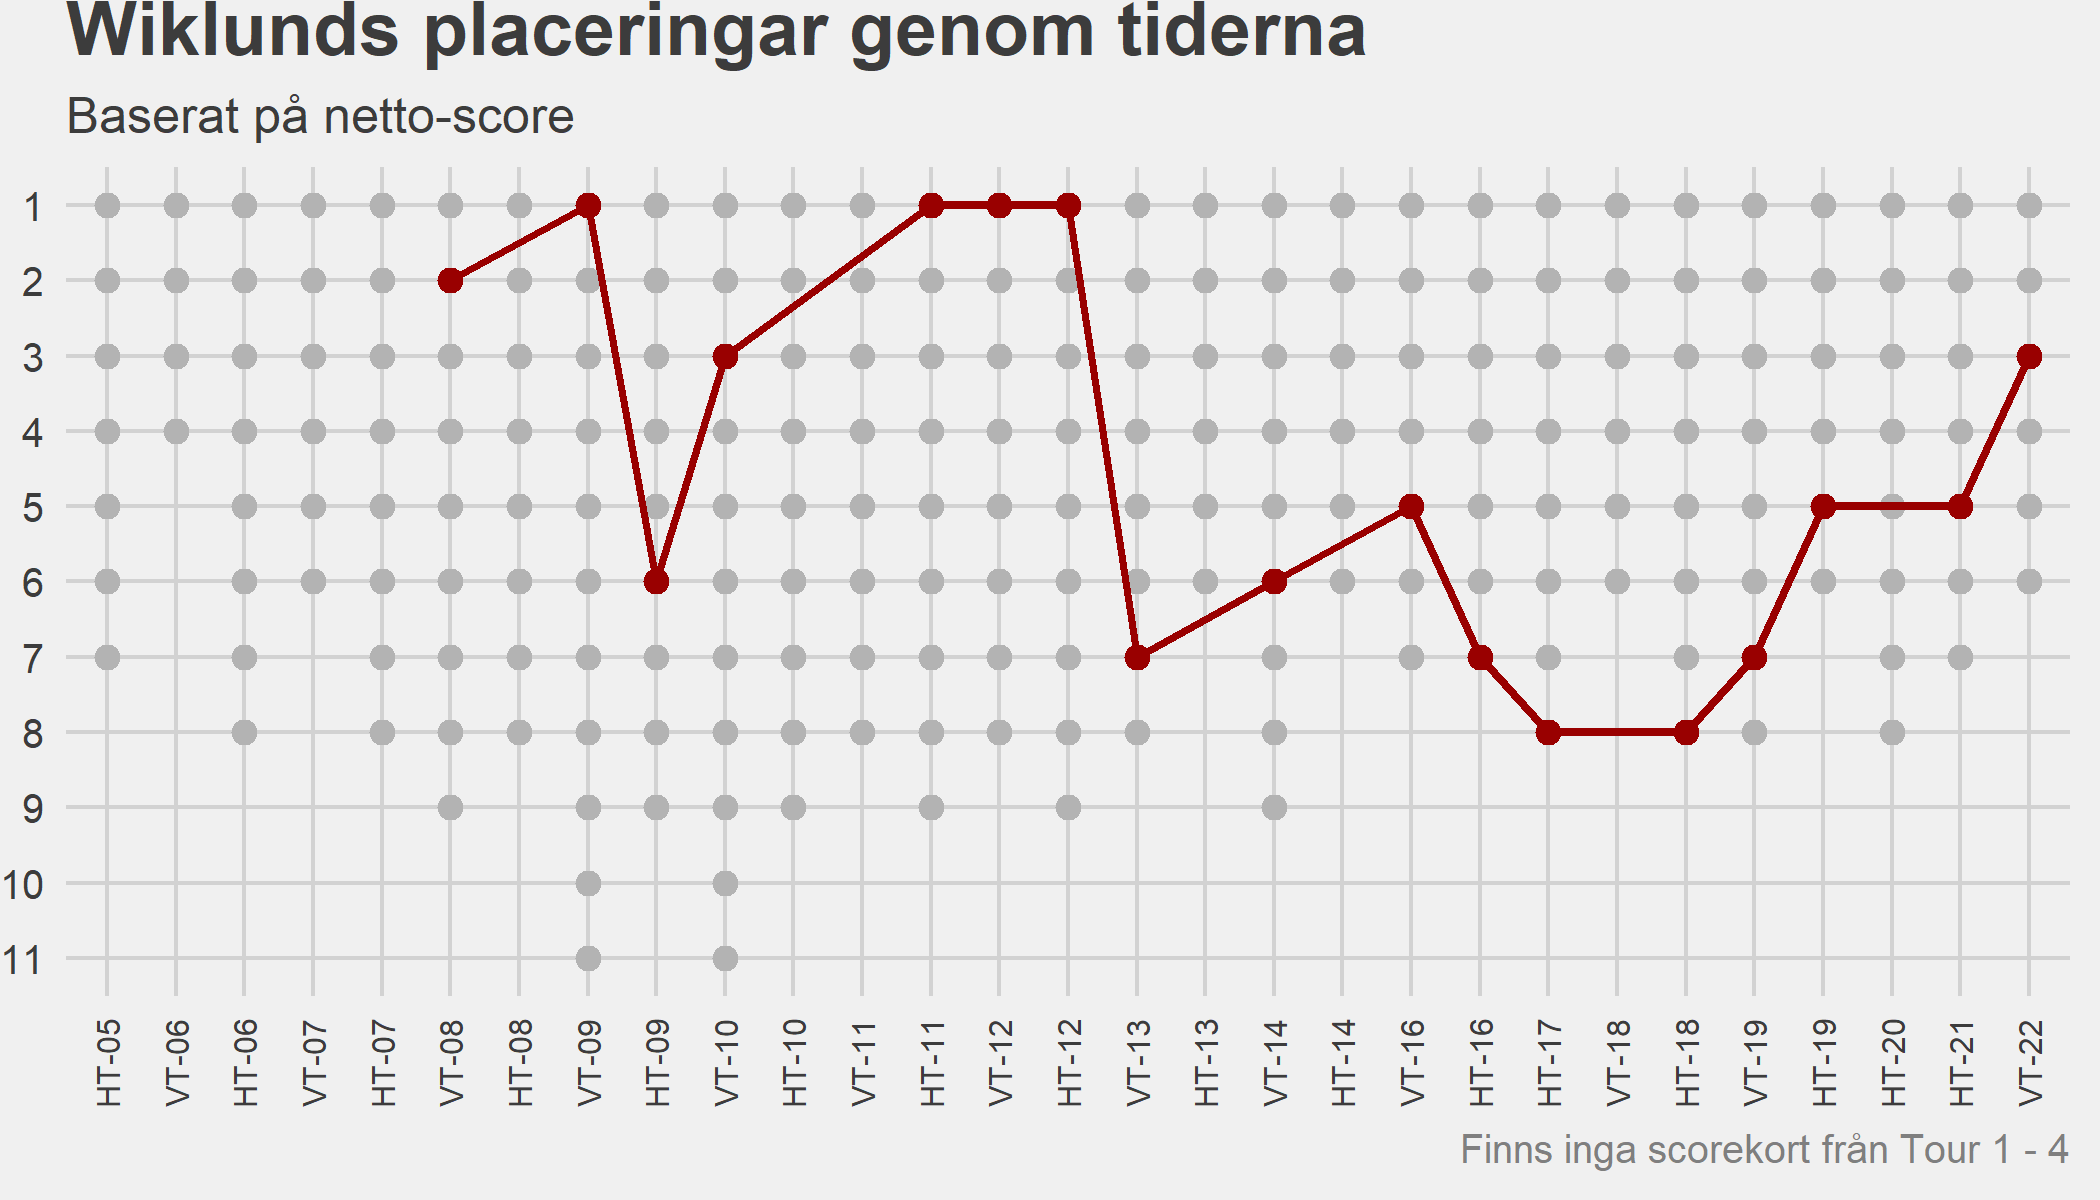 Wiklunds placeringar genom tiderna
Baserat på netto-score
1
2
3
4
5
6
7
8
9
10
11
HT-05
VT-06
HT-06
VT-07
HT-07
VT-08
HT-08
VT-09
HT-09
VT-10
HT-10
VT-11
HT-11
VT-12
HT-12
VT-13
HT-13
VT-14
HT-14
VT-16
HT-16
HT-17
VT-18
HT-18
VT-19
HT-19
HT-20
HT-21
VT-22
Finns inga scorekort från Tour 1 - 4